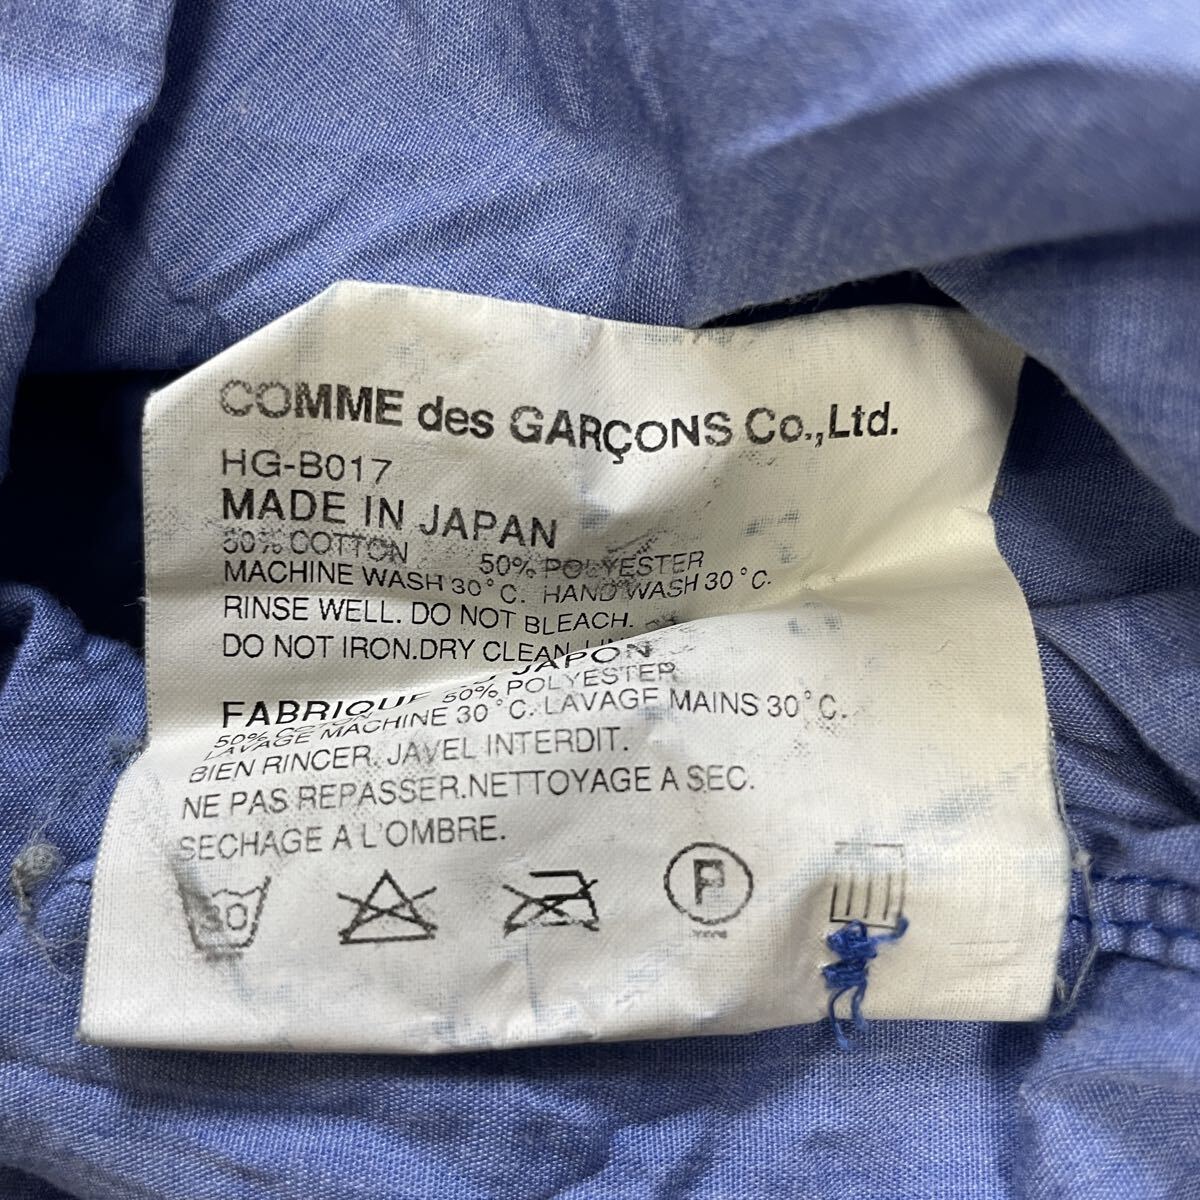 COMME des GARÇONS Co.,Ltd.
HG-B017
MADE IN JAPAN
50% COTTON 50% POLYESTER
MACHINE WASH 30°C. HAND WASH 30°C.
RINSE WELL. DO NOT BLEACH.
DO NOT IRON.DRY CLEAN.
FABRIQUE JAPON
50% COTON 50% POLYESTER
LAVAGE MACHINE 30°C. LAVAGE MAINS 30°C.
BIEN RINCER. JAVEL INTERDIT.
NE PAS REPASSER.NETTOYAGE A SEC.
SECHAGE A L'OMBRE.
30 P